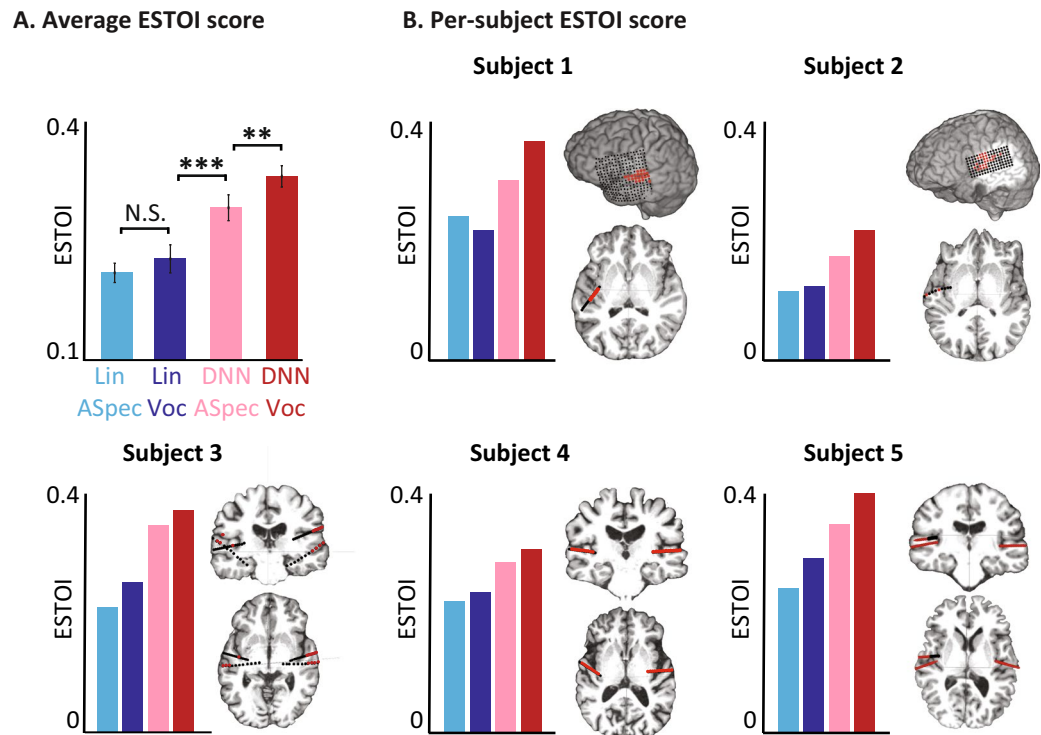 A. Average ESTOI score
B. Per-subject ESTOI score
Subject 1
Subject 2
0.4
ESTOI
0.1
N.S.
***
**
Lin Lin DNN DNN
ASpec Voc ASpec Voc
0.4
ESTOI
0
0.4
ESTOI
0
Subject 3
Subject 4
Subject 5
0.4
ESTOI
0
0.4
ESTOI
0
0.4
ESTOI
0